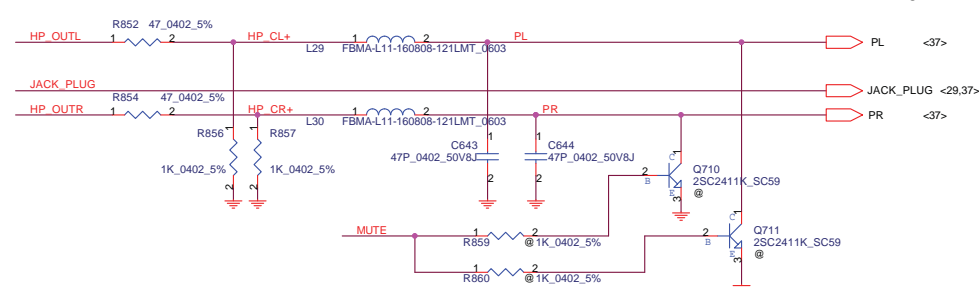 R852 47_0402_5%
HP_OUTL 1 2 HP_CL+ 1 2 PL PL <37>
L29 FBMA-L11-160808-121LMT_0603
JACK_PLUG JACK_PLUG <29,37>
R854 47_0402_5%
HP_OUTR 1 2 HP_CR+ 1 2 PR PR <37>
L30 FBMA-L11-160808-121LMT_0603
R856 1 1 R857
1K_0402_5% 1K_0402_5%
2 2
C643 1 1 C644
47P_0402_50V8J 47P_0402_50V8J
2 2
1
C
2 B
E
3
Q710
2SC2411K_SC59
@
1
C
2 B
E
3
Q711
2SC2411K_SC59
@
MUTE
1 2
R859 @ 1K_0402_5%
1 2
R860 @ 1K_0402_5%